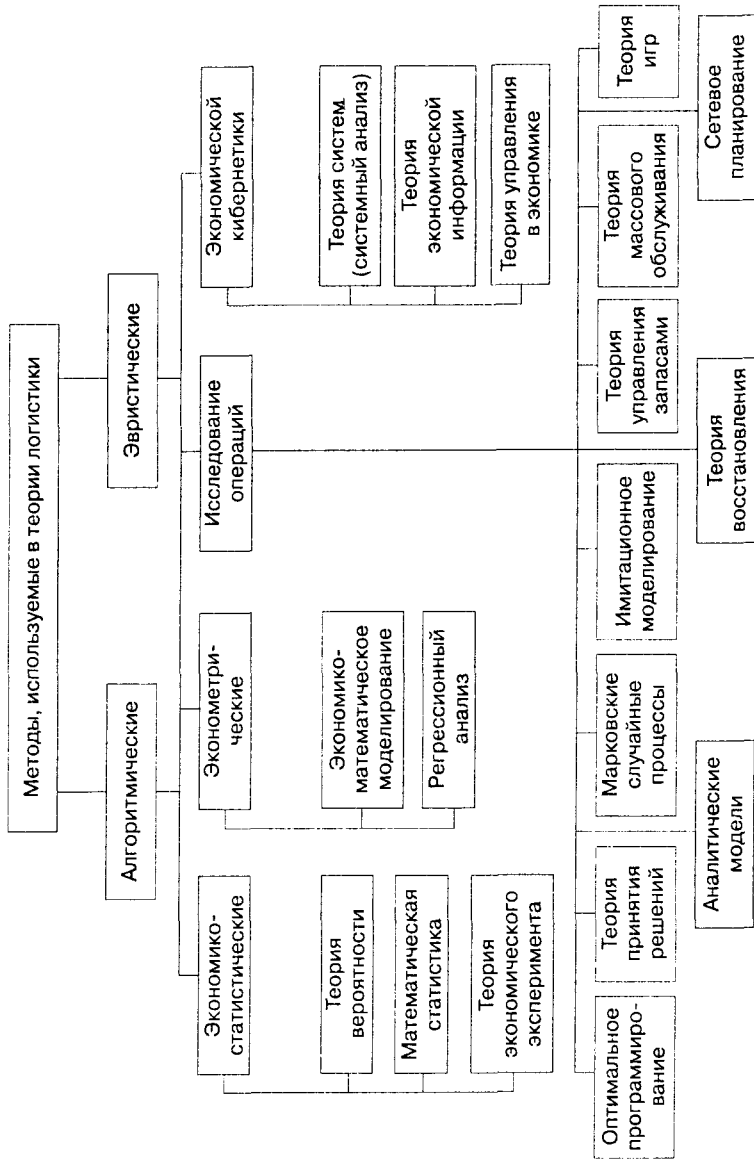 Методы, используемые в теории логистики
Алгоритмические
Эвристические
Экономико-
статистические
Эконометри-
ческие
Исследование
операций
Экономической
кибернетики
Теория
вероятности
Математическая
статистика
Теория
экономического
эксперимента
Экономико-
математическое
моделирование
Регрессионный
анализ
Теория систем
(системный анализ)
Теория
экономической
информации
Теория управления
в экономике
Оптимальное
программиро-
вание
Теория
принятия
решений
Марковские
случайные
процессы
Имитационное
моделирование
Теория
управления
запасами
Теория
массового
обслуживания
Теория
игр
Аналитические
модели
Теория
восстановления
Сетевое
планирование